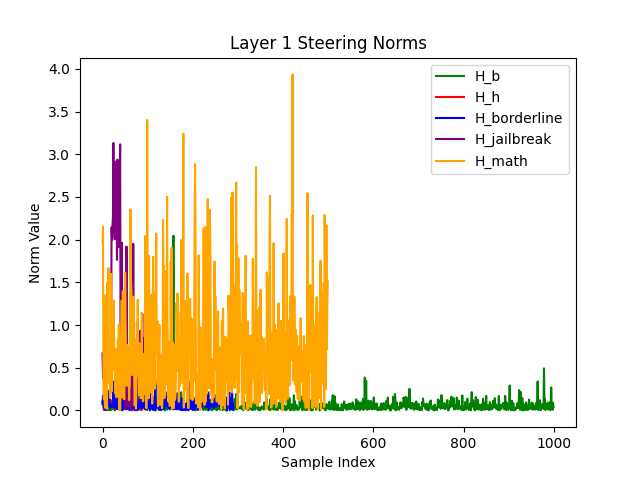 Layer 1 Steering Norms
Norm Value
4.0
3.5
3.0
2.5
2.0
1.5
1.0
0.5
0.0
H_b
H_h
H_borderline
H_jailbreak
H_math
0
200
400
600
800
1000
Sample Index